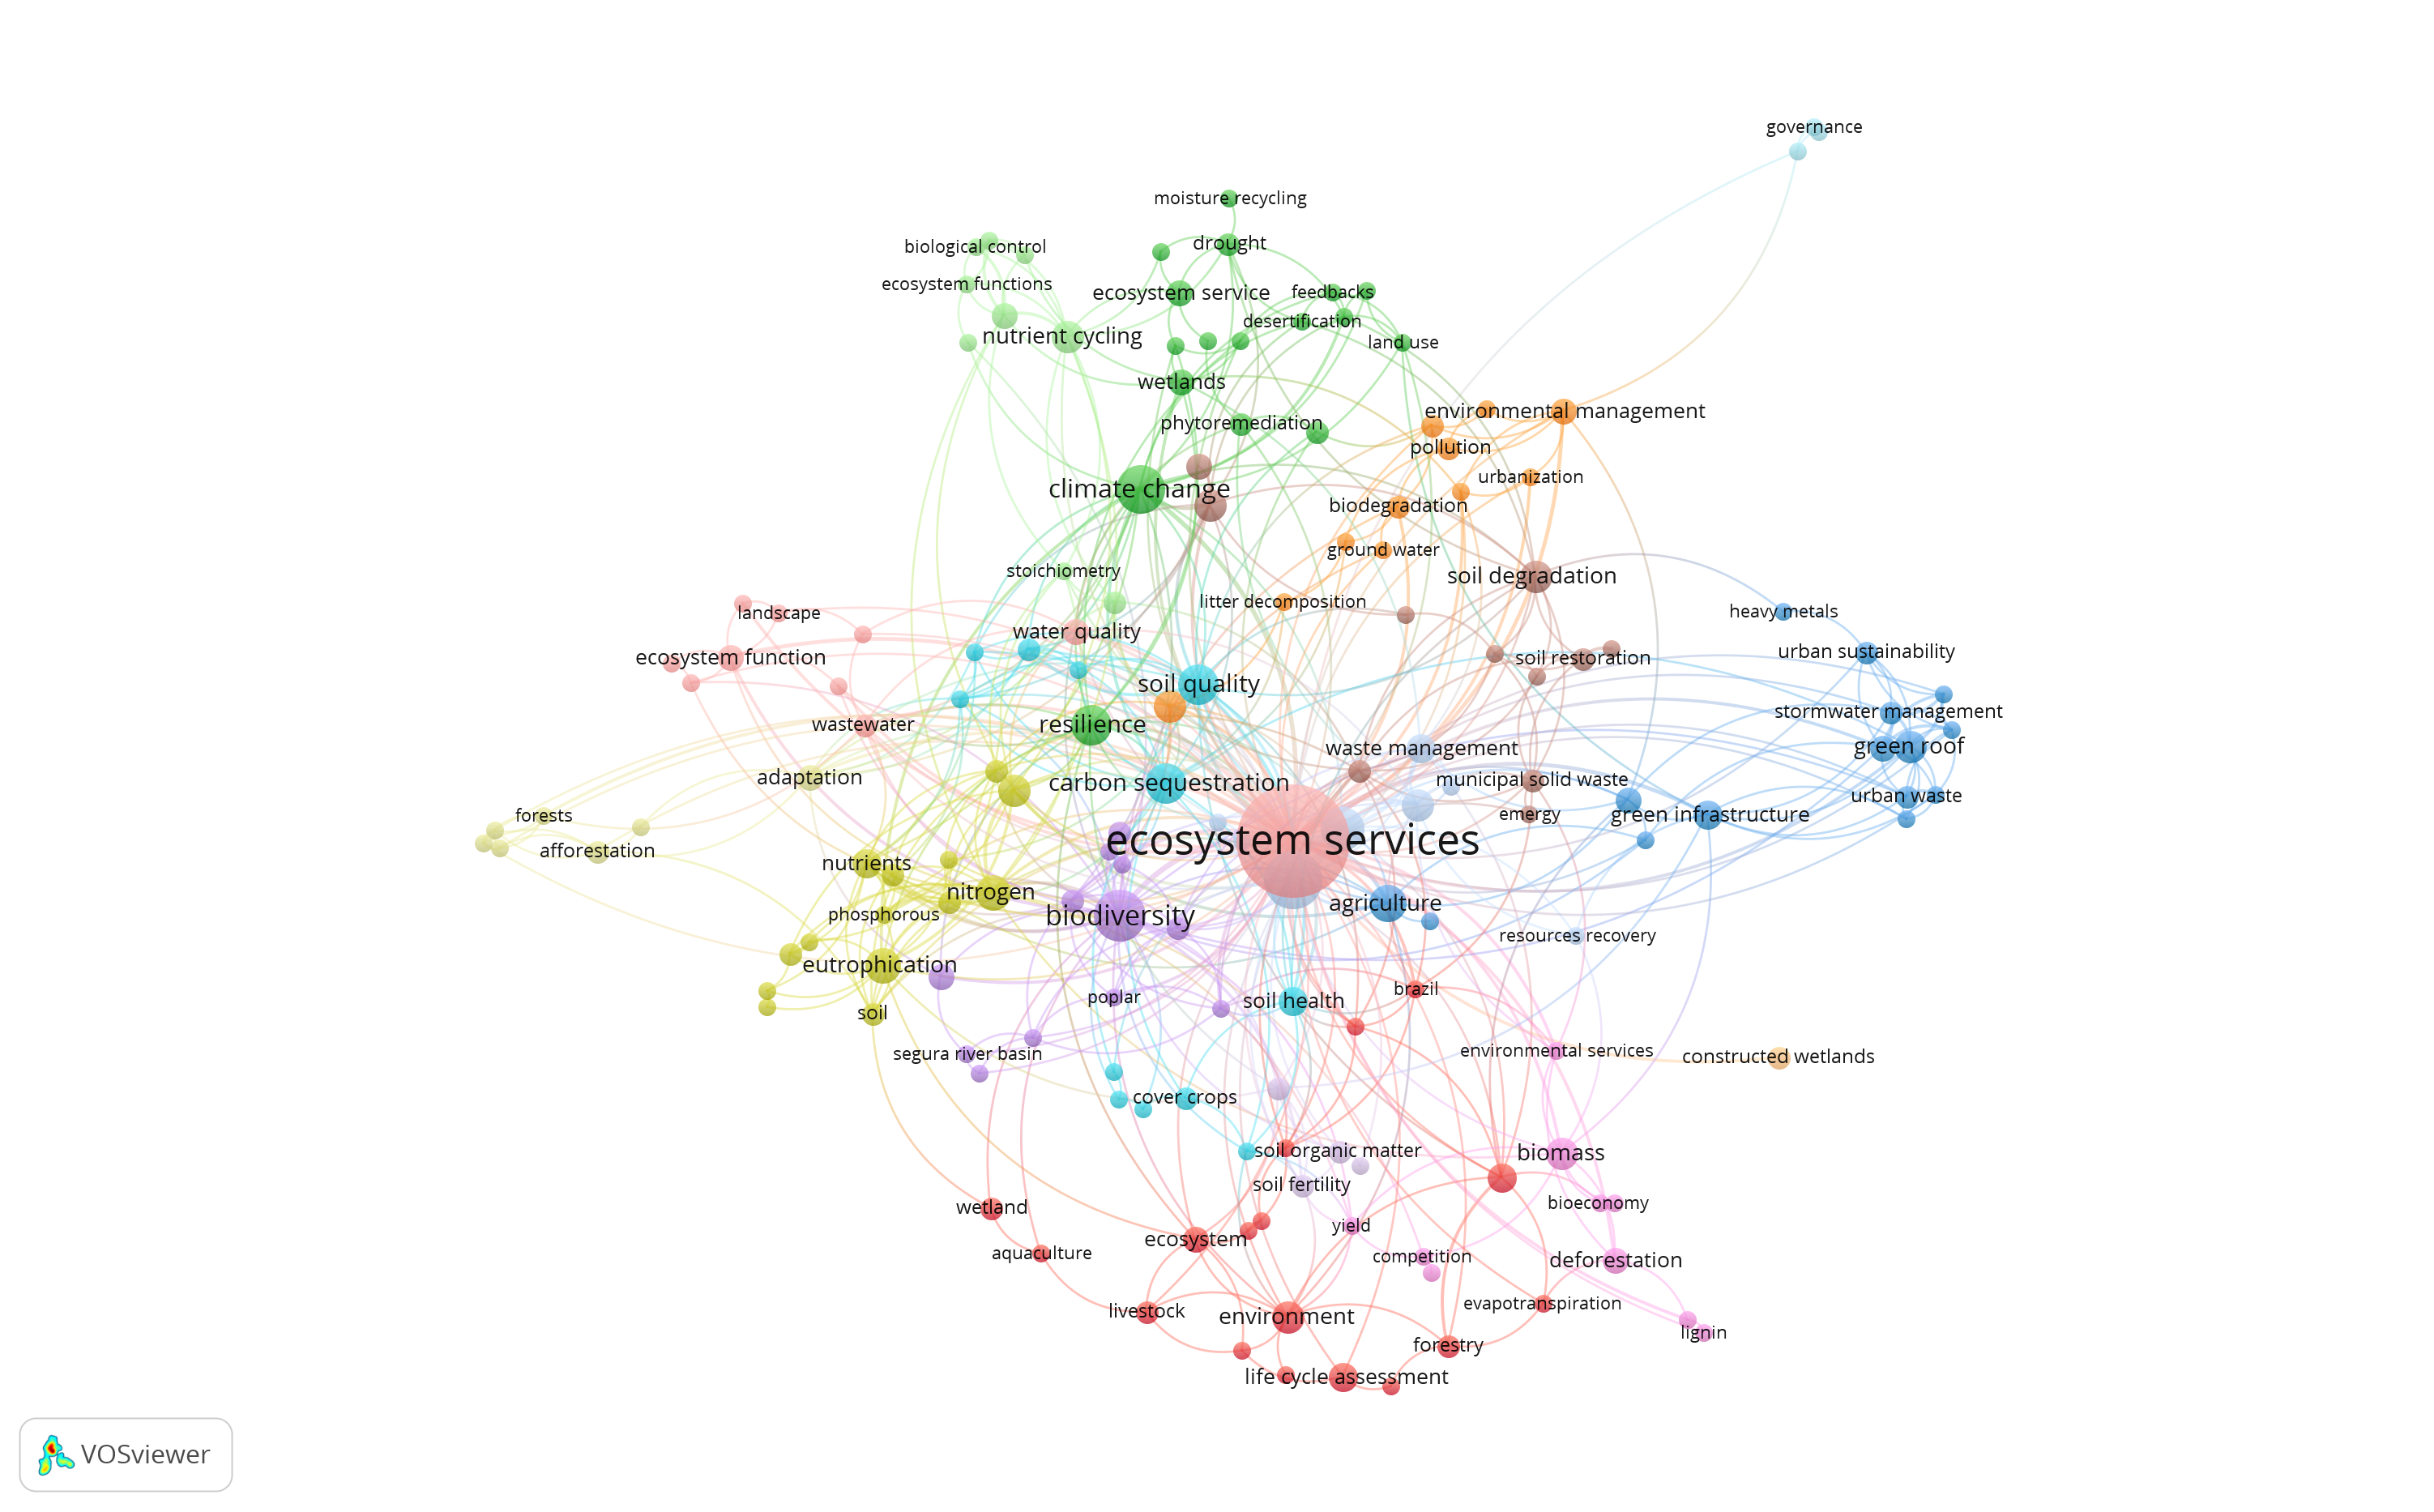 governance
moisture recycling
biological control
drought
ecosystem functions
ecosystem service
feedbacks
desertification
nutrient cycling
land use
wetlands
environmental management
phytoremediation
pollution
urbanization
climate change
biodegradation
ground water
stoichiometry
soil degradation
litter decomposition
landscape
heavy metals
water quality
ecosystem function
soil restoration
urban sustainability
soil quality
stormwater management
wastewater
resilience
waste management
green roof
adaptation
carbon sequestration
municipal solid waste
urban waste
forests
emergy
green infrastructure
ecosystem services
afforestation
nutrients
nitrogen
agriculture
phosphorous
biodiversity
resources recovery
eutrophication
brazil
poplar
soil health
soil
segura river basin
environmental services
constructed wetlands
cover crops
soil organic matter
biomass
soil fertility
bioeconomy
wetland
yield
ecosystem
aquaculture
competition
deforestation
livestock
environment
evapotranspiration
lignin
forestry
life cycle assessment
VOSviewer